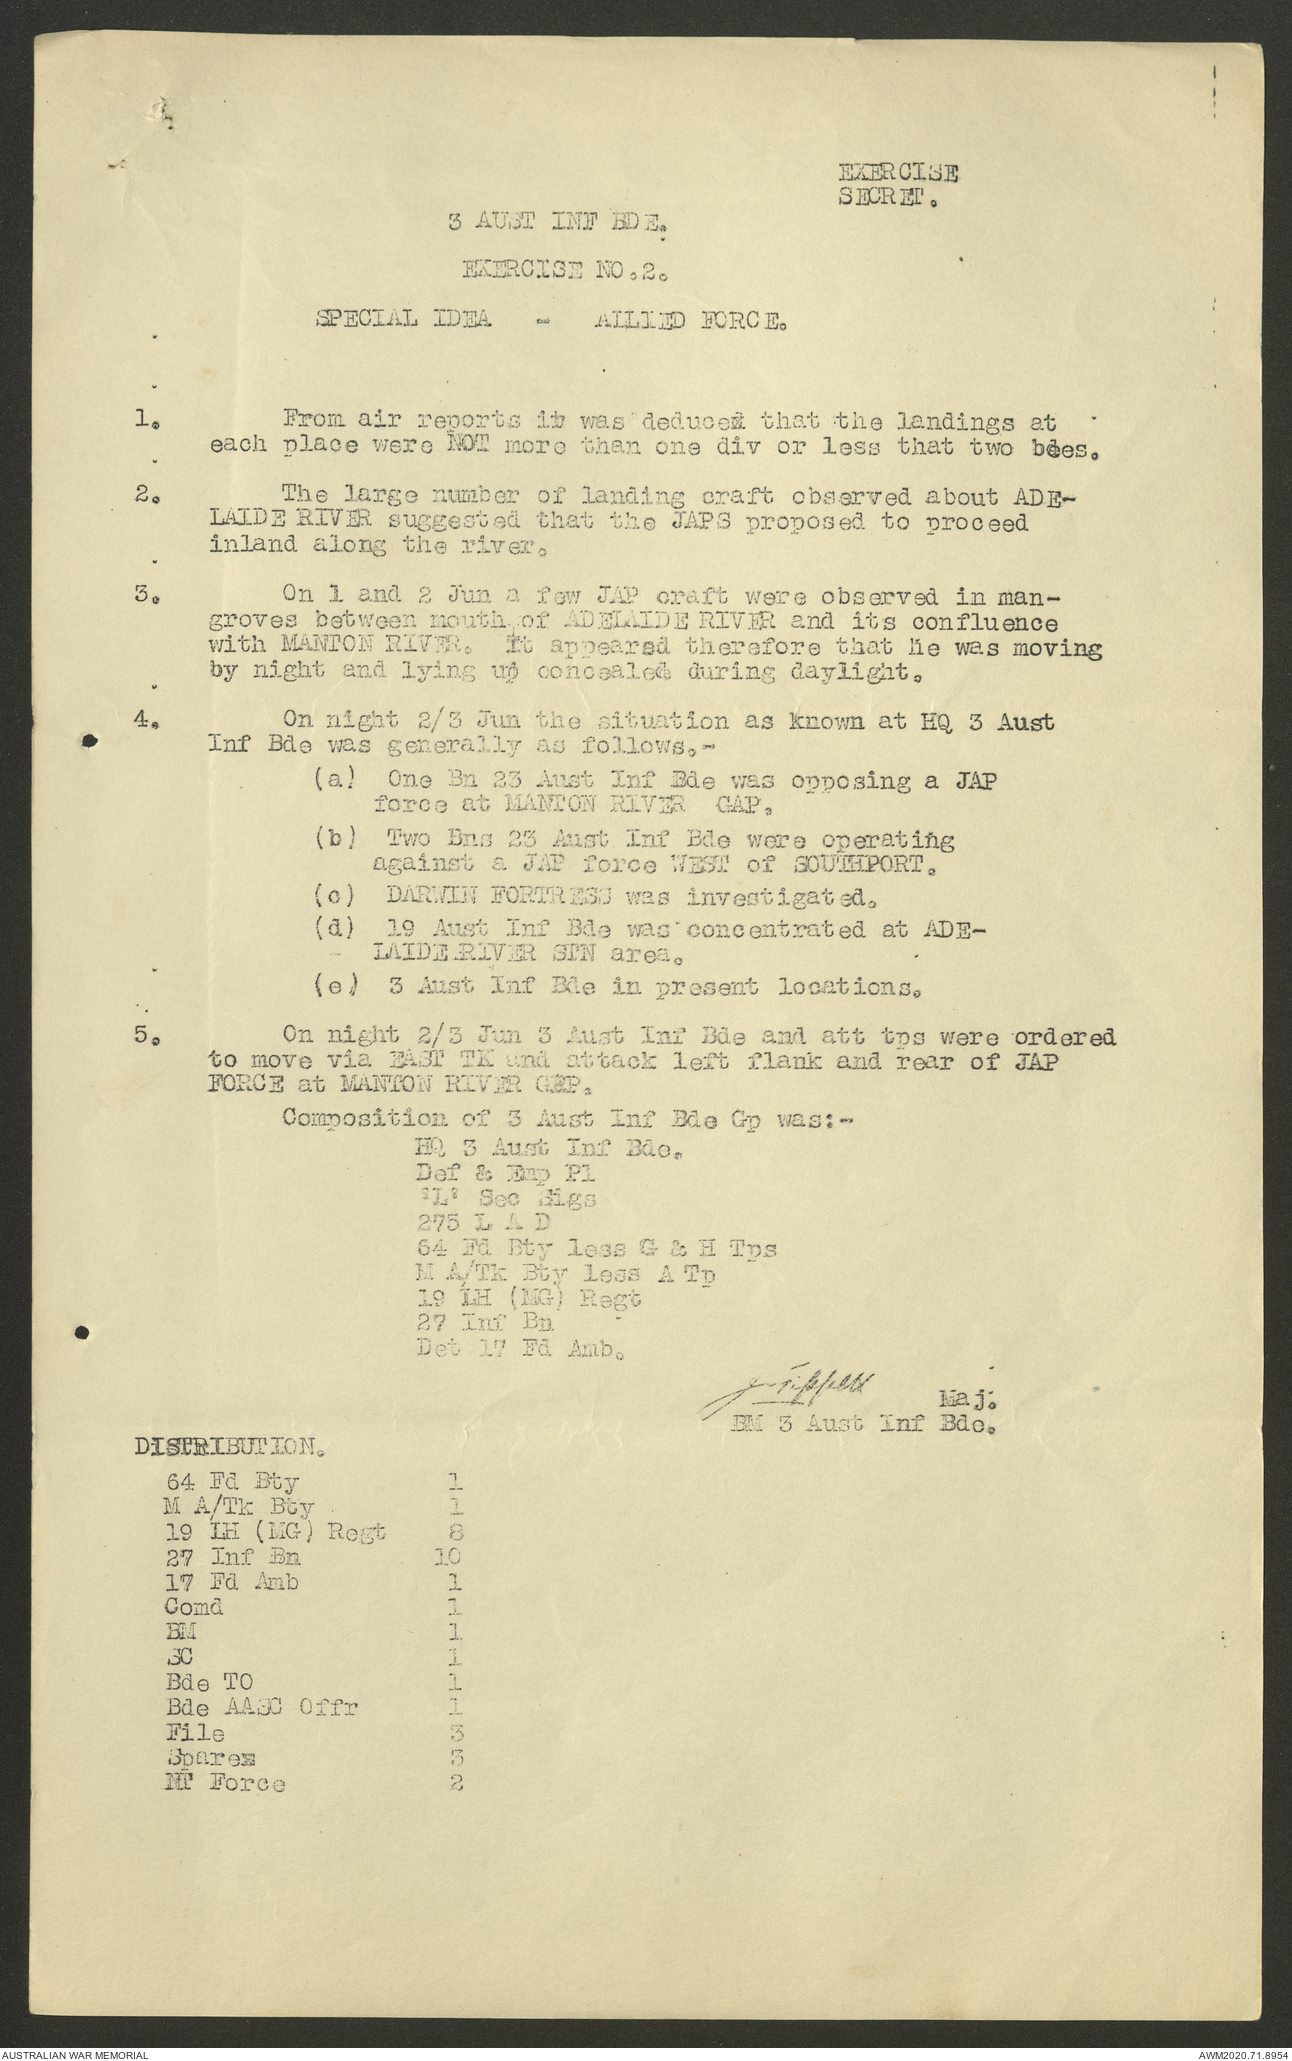 EXERCISE
SECRET.
3 AUST INF BDE.
EXERCISE NO.2.
SPECIAL IDEA - ALLIED FORCE.
1. From air reports it was deduced that the landings at
each place were NOT more than one div or less that two bdes.
2. The large number of landing craft observed about ADE-
LAIDE RIVER suggested that the JAPS proposed to proceed
inland along the river.
3. On 1 and 2 Jun a few JAP craft were observed in man-
groves between mouth of ADELAIDE RIVER and its confluence
with MANTON RIVER. It appeared therefore that he was moving
by night and lying up concealed during daylight.
4. On night 2/3 Jun the situation as known at HQ 3 Aust
Inf Bde was generally as follows.-
(a) One Bn 23 Aust Inf Bde was opposing a JAP
force at MANTON RIVER GAP.
(b) Two Bns 23 Aust Inf Bde were operating
against a JAP force WEST of SOUTHPORT.
(c) DARWIN FORTRESS was investigated.
(d) 19 Aust Inf Bde was concentrated at ADE-
LAIDE RIVER STN area.
(e) 3 Aust Inf Bde in present locations.
5. On night 2/3 Jun 3 Aust Inf Bde and att tps were ordered
to move via EAST TK and attack left flank and rear of JAP
FORCE at MANTON RIVER GAP.
Composition of 3 Aust Inf Bde Gp was:-
HQ 3 Aust Inf Bde.
Def & Emp Pl
'L' Sec Sigs
275 L A D
64 Fd Bty less G & H Tps
M A/Tk Bty less A Tp
19 LH (MG) Regt
27 Inf Bn
Det 17 Fd Amb.
Maj.
BM 3 Aust Inf Bde.
DISTRIBUTION.
64 Fd Bty 1
M A/Tk Bty 1
19 LH (MG) Regt 8
27 Inf Bn 10
17 Fd Amb 1
Comd 1
BM 1
SC 1
Bde TO 1
Bde AASC Offr 1
File 3
Spares 3
NT Force 2
AUSTRALIAN WAR MEMORIAL
AWM2020.71.8954